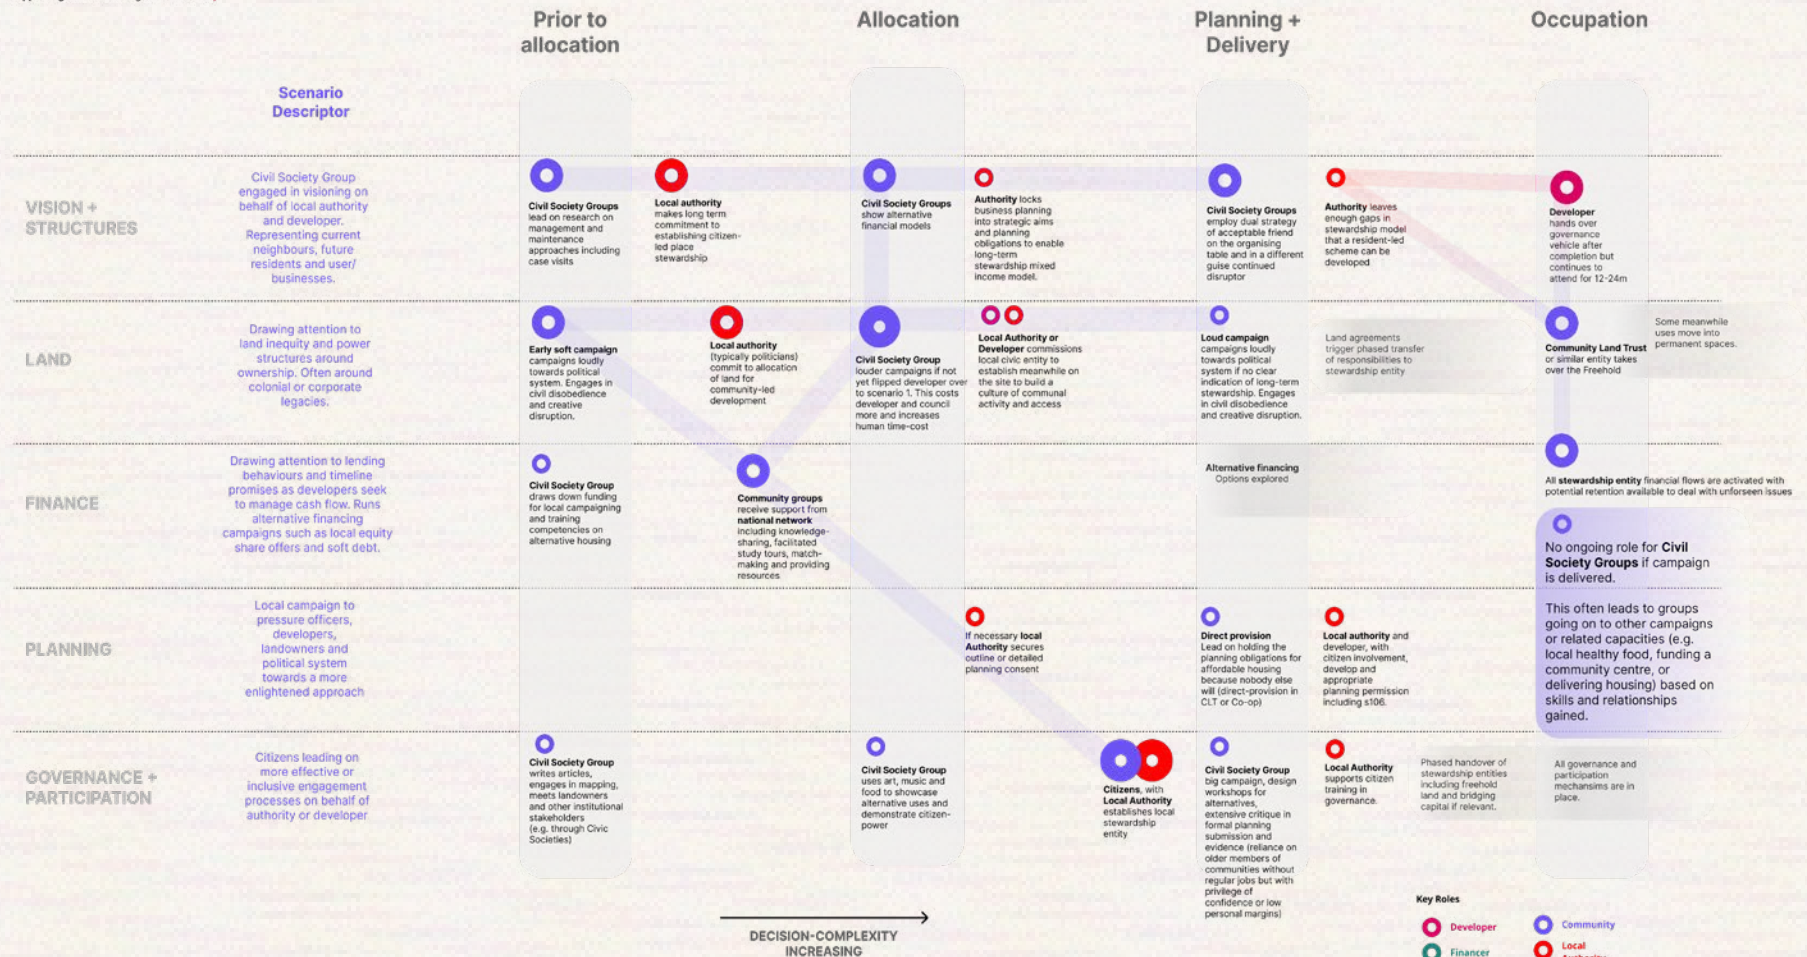 Prior to
allocation
Allocation
Planning +
Delivery
Occupation
Scenario
Descriptor
VISION +
STRUCTURES
Civil Society Group
engaged in visioning on
behalf of local authority
and developer.
Representing current
neighbours, future
residents and user/
businesses.
Civil Society Groups
lead on research on
management and
maintenance
approaches including
case visits
Local authority
makes long term
commitment to
establishing citizen-
led place
stewardship
Civil Society Groups
show alternative
financial models
Authority locks
business planning
into strategic aims
and planning
obligations to enable
long-term
stewardship mixed
income model.
Civil Society Groups
employ dual strategy
of acceptable friend
on the organising
table and in a different
guise continued
disruptor
Authority leaves
enough gaps in
stewardship model
that a resident-led
scheme can be
developed
Developer
hands over
governance
vehicle after
completion but
continues to
attend for 12-24m
LAND
Drawing attention to
land inequity and power
structures around
ownership. Often around
colonial or corporate
legacies.
Early soft campaign
campaigns loudly
towards political
system. Engages in
civil disobedience
and creative
disruption.
Local authority
(typically politicians)
commit to allocation
of land for
community-led
development
Civil Society Group
louder campaigns if not
yet flipped developer over
to scenario 1. This costs
developer and council
more and increases
human time-cost
Local Authority or
Developer commissions
local civic entity to
establish meanwhile on
the site to build a
culture of communal
activity and access
Loud campaign
campaigns loudly
towards political
system if no clear
indication of long-term
stewardship. Engages
in civil disobedience
and creative disruption.
Land agreements
trigger phased transfer
of responsibilities to
stewardship entity
Community Land Trust
or similar entity takes
over the Freehold
Some meanwhile
uses move into
permanent spaces.
FINANCE
Drawing attention to lending
behaviours and timeline
promises as developers seek
to manage cash flow. Runs
alternative financing
campaigns such as local equity
share offers and soft debt.
Civil Society Group
draws down funding
for local campaigning
and training
competencies on
alternative housing
Community groups
receive support from
national network
including knowledge-
sharing, facilitated
study tours, match-
making and providing
resources
Alternative financing
Options explored
All stewardship entity financial flows are activated with
potential retention available to deal with unforseen issues
No ongoing role for Civil
Society Groups if campaign
is delivered.
This often leads to groups
going on to other campaigns
or related capacities (e.g.
local healthy food, funding a
community centre, or
delivering housing) based on
skills and relationships
gained.
PLANNING
Local campaign to
pressure officers,
developers,
landowners and
political system
towards a more
enlightened approach
If necessary local
Authority secures
outline or detailed
planning consent
Direct provision
Lead on holding the
planning obligations for
affordable housing
because nobody else
will (direct-provision in
CLT or Co-op)
Local authority and
developer, with
citizen involvement,
develop and
appropriate
planning permission
including s106.
GOVERNANCE +
PARTICIPATION
Citizens leading on
more effective or
inclusive engagement
processes on behalf of
authority or developer
Civil Society Group
writes articles,
engages in mapping,
meets landowners
and other institutional
stakeholders
(e.g. through Civic
Societies)
Civil Society Group
uses art, music and
food to showcase
alternative uses and
demonstrate citizen-
power
Citizens, with
Local Authority
establishes local
stewardship
entity
Civil Society Group
big campaign, design
workshops for
alternatives,
extensive critique in
formal planning
submission and
evidence (reliance on
older members of
communities without
regular jobs but with
privilege of
confidence or low
personal margins)
Local Authority
supports citizen
training in
governance.
Phased handover of
stewardship entities
including freehold
land and bridging
capital if relevant.
All governance and
participation
mechansims are in
place.
DECISION-COMPLEXITY
INCREASING
Key Roles
Developer
Community
Financer
Local